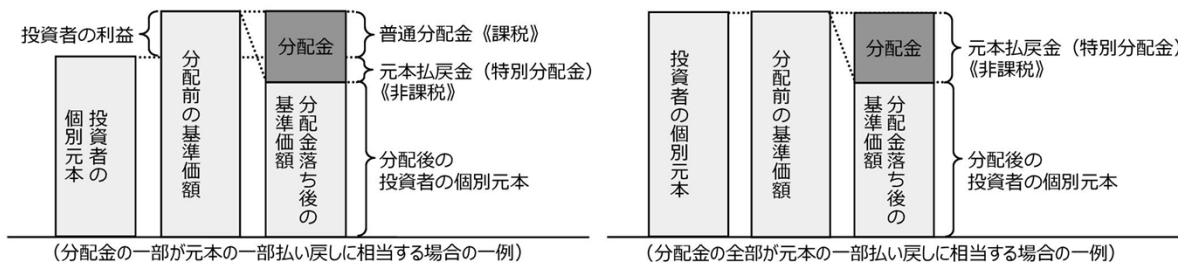 投資者の利益
投資者の
個別元本
分配前の基準価額
分配金
分配金落ち後の
基準価額
普通分配金《課税》
元本払戻金（特別分配金）
《非課税》
分配後の
投資者の個別元本
（分配金の一部が元本の一部払い戻しに相当する場合の一例）
投資者の個別元本
分配前の基準価額
分配金
分配金落ち後の
基準価額
元本払戻金（特別分配金）
《非課税》
分配後の
投資者の個別元本
（分配金の全部が元本の一部払い戻しに相当する場合の一例）